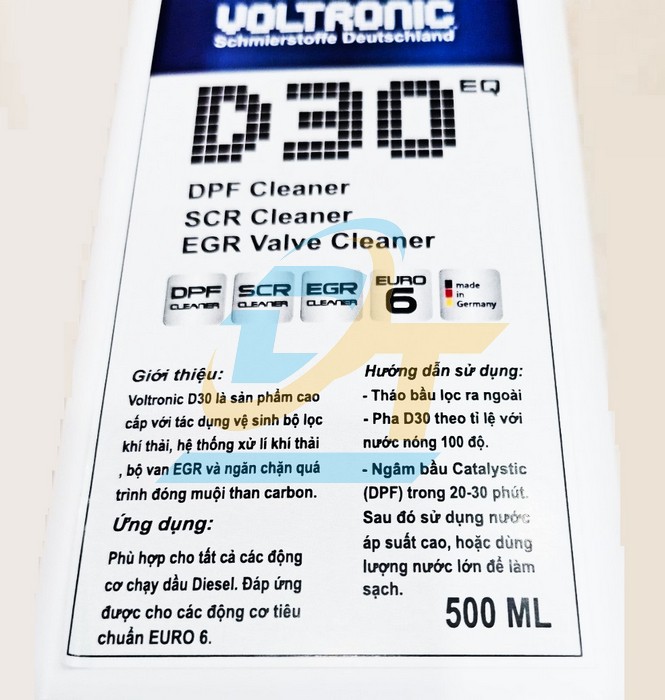 VOLTRONIC
Schmierstoffe Deutschland
D30 EQ
DPF Cleaner
SCR Cleaner
EGR Valve Cleaner
DPF CLEANER
SCR CLEANER
EGR CLEANER
EURO 6
made in Germany
DT
Giới thiệu:
Voltronic D30 là sản phẩm cao
cấp với tác dụng vệ sinh bộ lọc
khí thải, hệ thống xử lí khí thải
, bộ van EGR và ngăn chặn quá
trình đóng muội than carbon.
Ứng dụng:
Phù hợp cho tất cả các động
cơ chạy dầu Diesel. Đáp ứng
được cho các động cơ tiêu
chuẩn EURO 6.
Hướng dẫn sử dụng:
- Tháo bầu lọc ra ngoài
- Pha D30 theo tỉ lệ với
nước nóng 100 độ.
- Ngâm bầu Catalystic
(DPF) trong 20-30 phút.
Sau đó sử dụng nước
áp suất cao, hoặc dùng
lượng nước lớn để làm
sạch.
500 ML